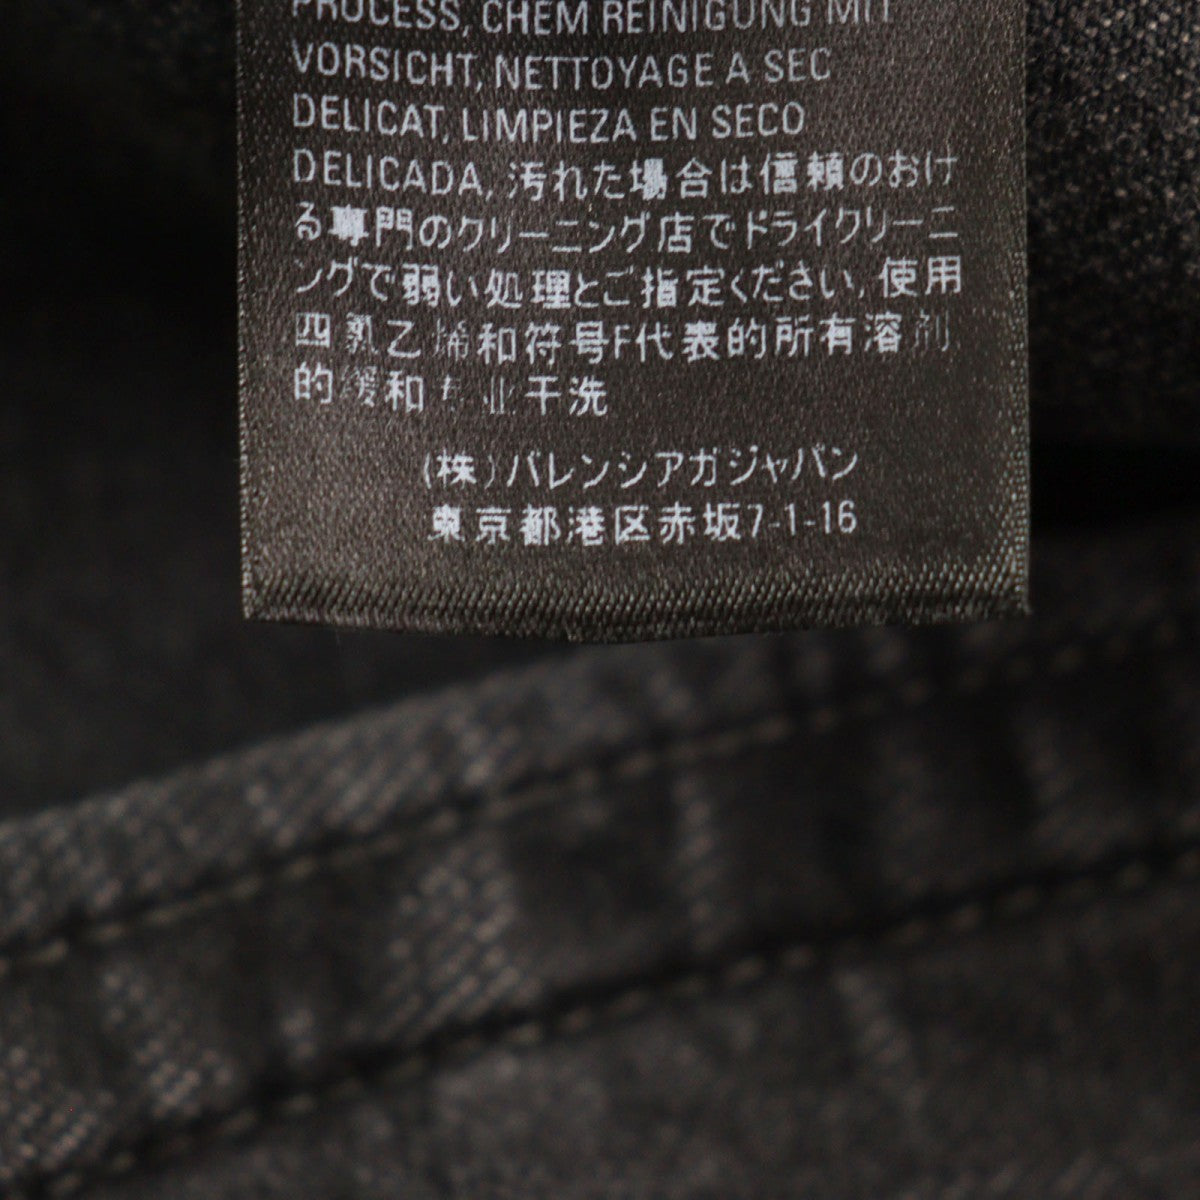 PROCESS, CHEM REINIGUNG MIT
VORSICHT, NETTOYAGE A SEC
DELICAT, LIMPIEZA EN SECO
DELICADA, 汚れた場合は信頼のおけ
る専門のクリーニング店でドライクリーニ
ングで弱い処理とご指定ください, 使用
四氯乙烯和符号F代表的所有溶剂
的缓和专业干洗
(株)バレンシアガジャパン
東京都港区赤坂7-1-16